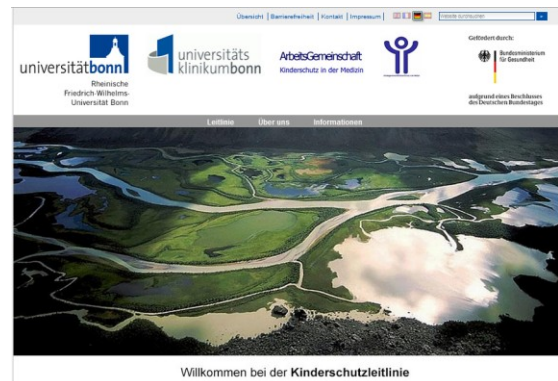 Übersicht | Barrierefreiheit | Kontakt | Impressum |
universitätbonn
Rheinische
Friedrich-Wilhelms-
Universität Bonn
universitäts
klinikumbonn
ArbeitsGemeinschaft
Kinderschutz in der Medizin
Gefördert durch:
Bundesministerium
für Gesundheit
aufgrund eines Beschlusses
des Deutschen Bundestages
Leitlinie Über uns Informationen
Willkommen bei der Kinderschutzleitlinie